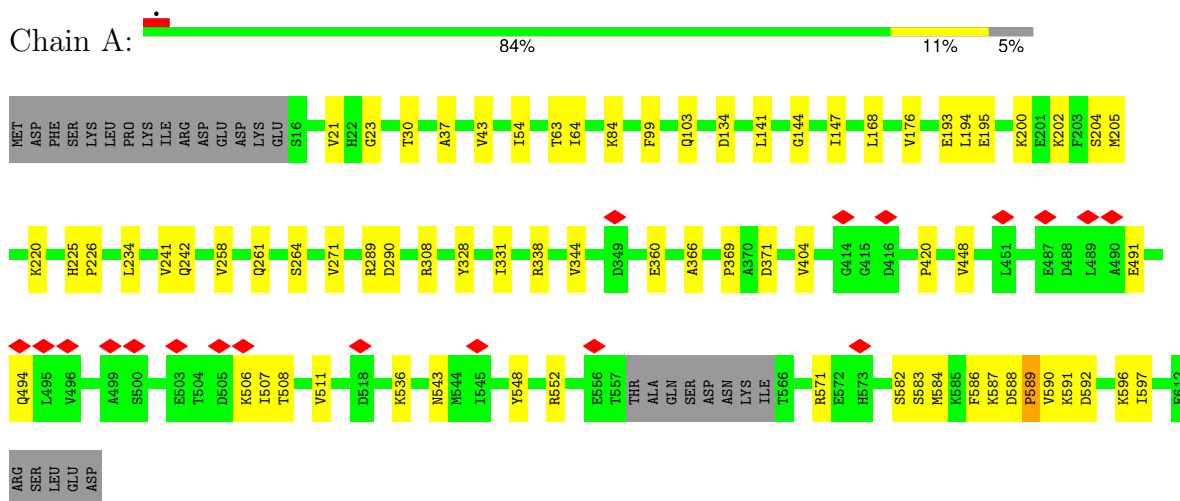 Chain A:
84% 11% 5%
MET ASP PHE SER LYS LEU PRO LYS ILE ARG ASP GLU ASP LYS GLU S16 V21 H22 G23 T30 A37 V43 I54 T63 I64 K84 F99 Q103 D134 L141 G144 I147 L168 V176 E193 L194 E195 K200 E201 K202 F203 S204 M205
K220 H225 P226 L234 V241 Q242 V258 Q261 S264 V271 R289 D290 R308 Y328 I331 R338 V344 D349 E360 A366 P369 A370 D371 V404 G414 G415 D416 P420 V448 L451 E487 D488 L489 A490 E491
Q494 L495 V496 A499 S500 E503 T504 D505 K506 I507 T508 V511 D518 K536 N543 M544 I545 Y548 R552 E556 T557 THR ALA GLN SER ASP ASN LYS ILE T566 R571 E572 H573 S582 S583 M584 K585 F586 K587 D588 P589 V590 K591 D592 K596 I597
ARG SER LEU GLU ASP